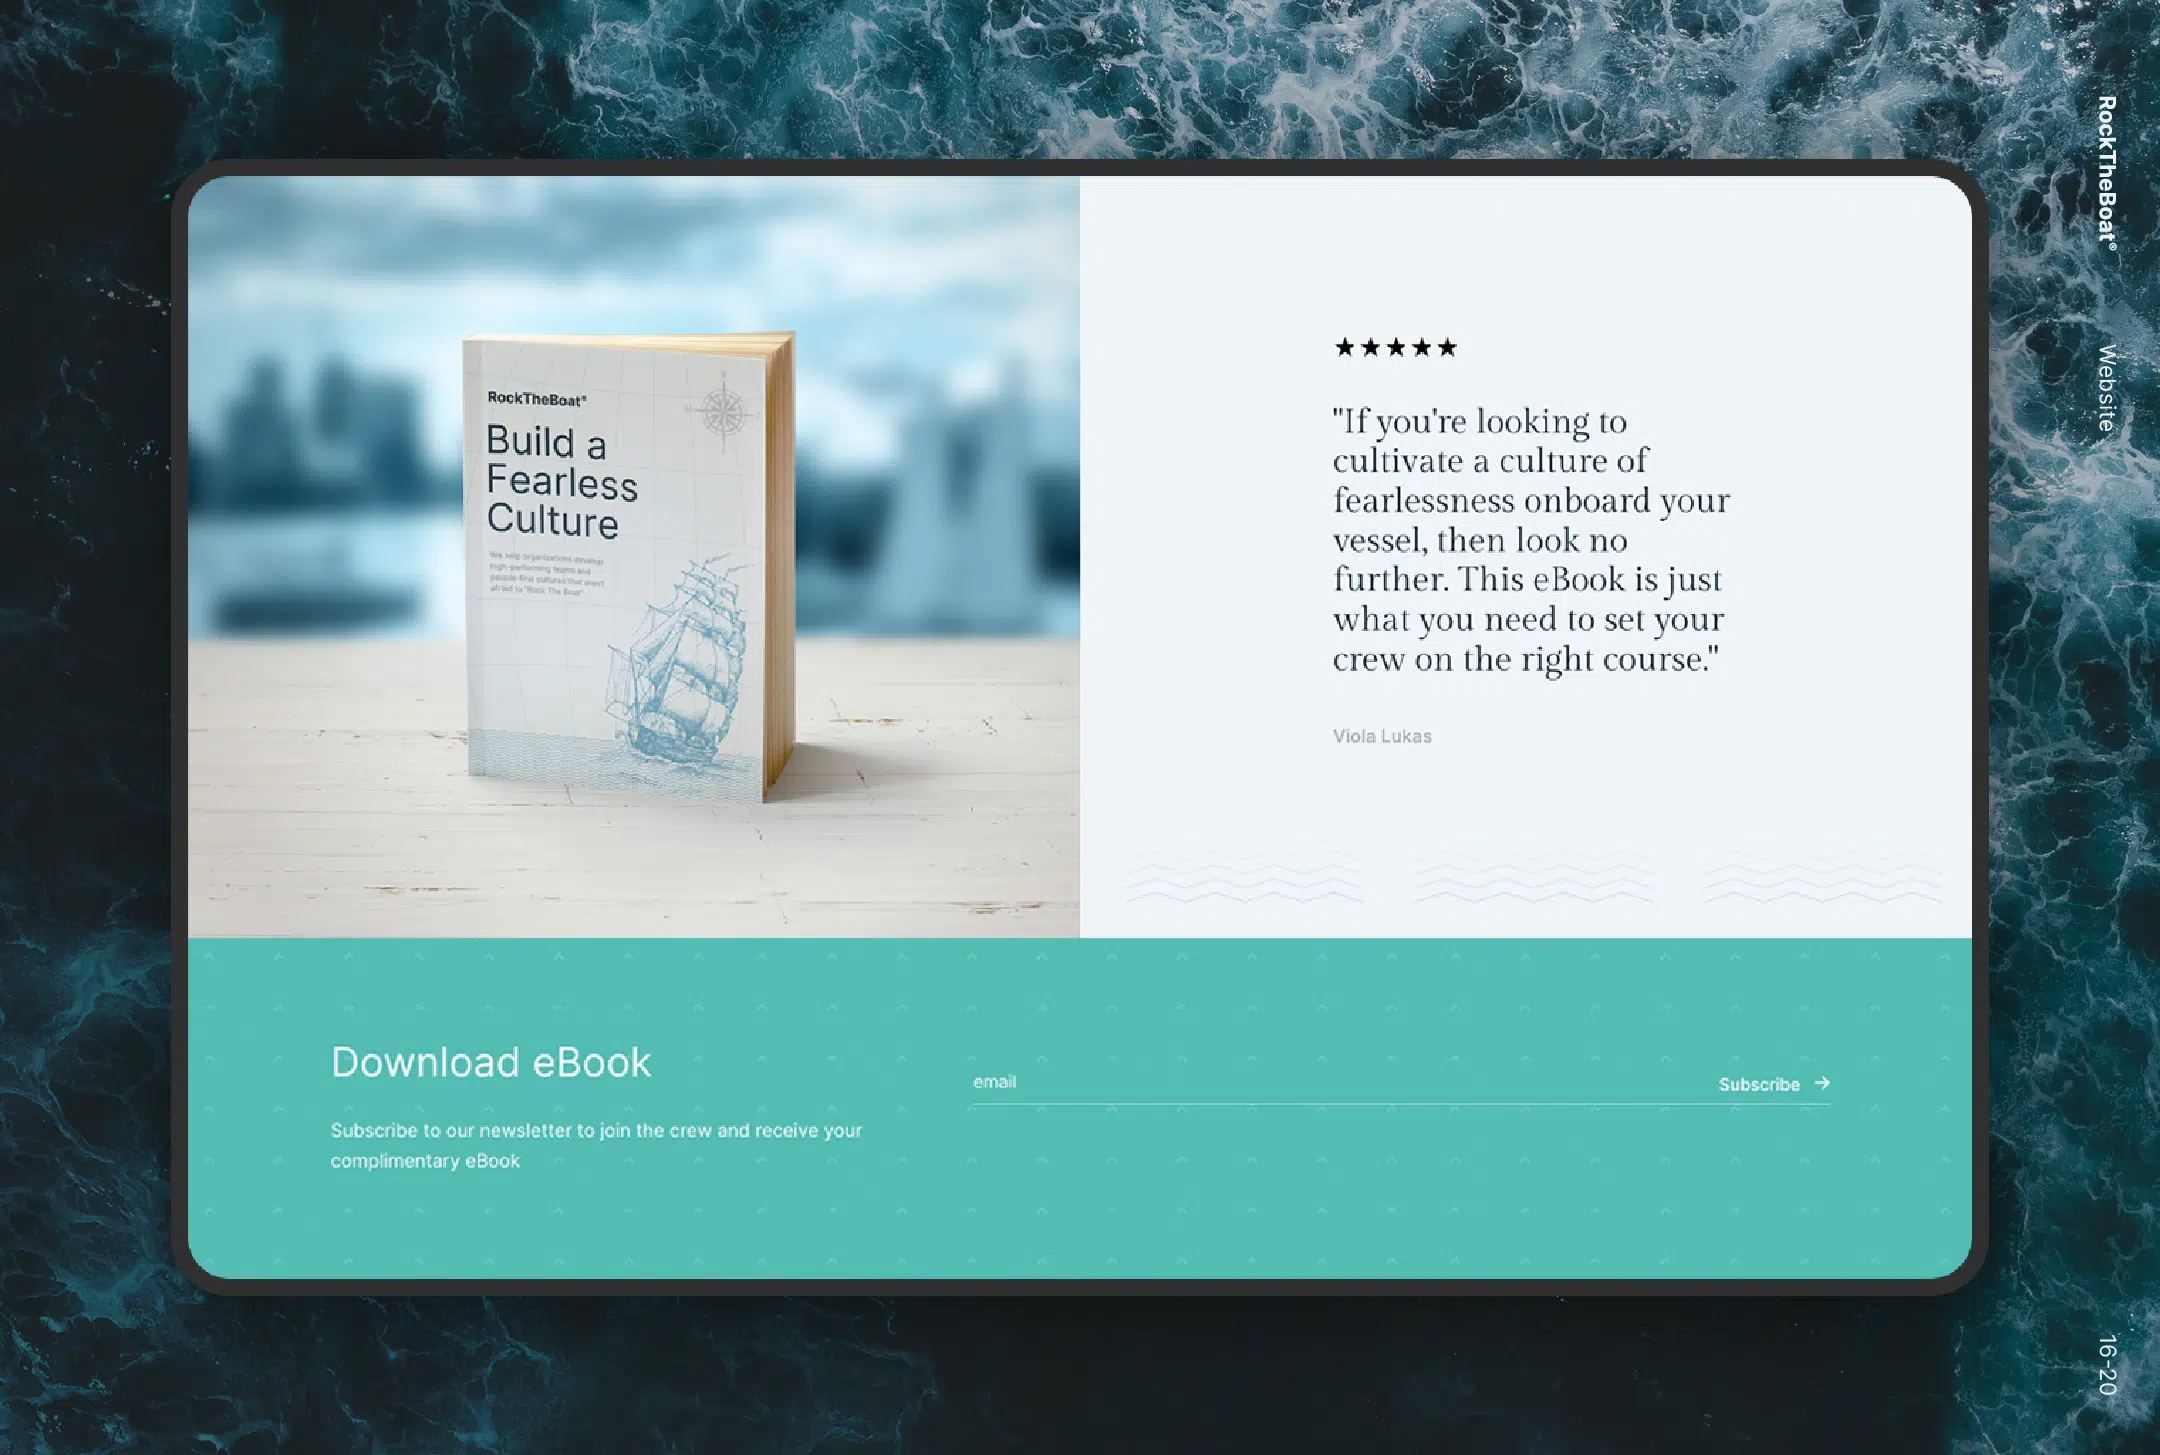 RockTheBoat®
Build a
Fearless
Culture
We help organizations develop
high-performing teams and
people-first cultures that aren't
afraid to "Rock The Boat"
★★★★★
"If you're looking to
cultivate a culture of
fearlessness onboard your
vessel, then look no
further. This eBook is just
what you need to set your
crew on the right course."
Viola Lukas
Download eBook
Subscribe to our newsletter to join the crew and receive your
complimentary eBook
email
Subscribe →
RockTheBoat®
Website
16-20